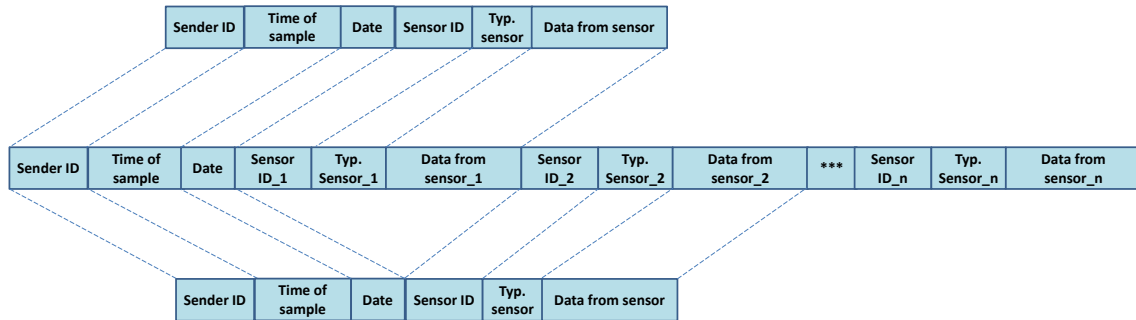 Sender ID
Time of
sample
Date
Sensor ID
Typ.
sensor
Data from sensor
Sender ID
Time of
sample
Date
Sensor
ID_1
Typ.
Sensor_1
Data from
sensor_1
Sensor
ID_2
Typ.
Sensor_2
Data from
sensor_2
***
Sensor
ID_n
Typ.
Sensor_n
Data from
sensor_n
Sender ID
Time of
sample
Date
Sensor ID
Typ.
sensor
Data from sensor